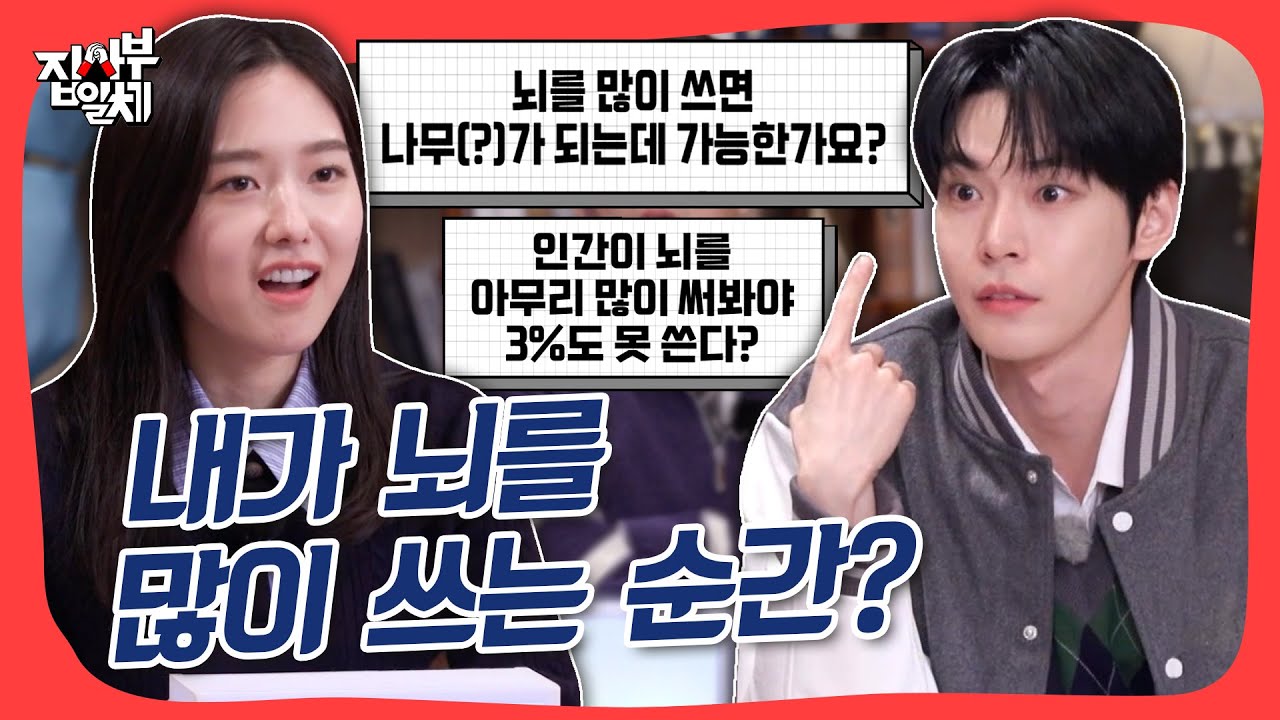 집사부
일체
뇌를 많이 쓰면
나무(?)가 되는데 가능한가요?
인간이 뇌를
아무리 많이 써봐야
3%도 못 쓴다?
내가 뇌를
많이 쓰는 순간?